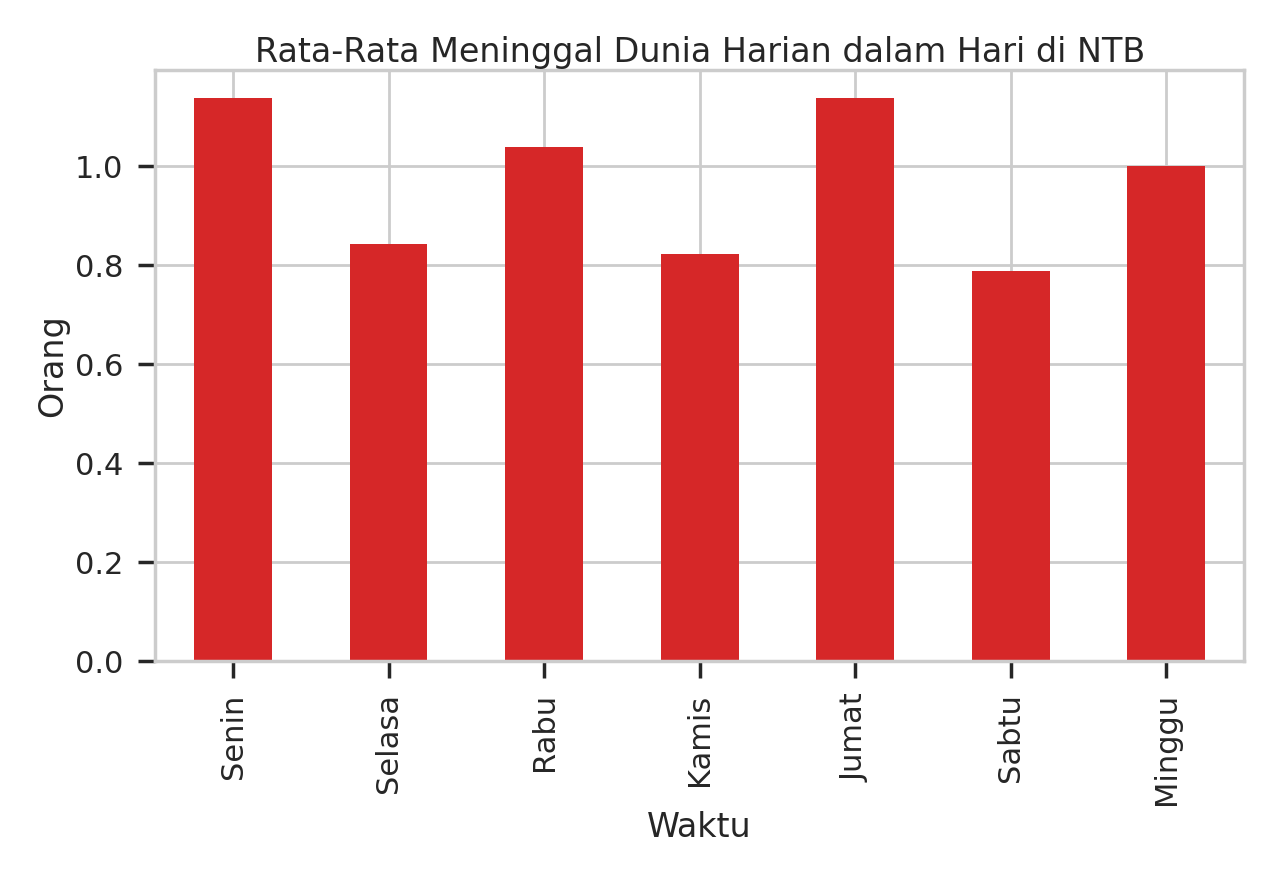 Rata-Rata Meninggal Dunia Harian dalam Hari di NTB
Orang
1.0
0.8
0.6
0.4
0.2
0.0
Senin
Selasa
Rabu
Kamis
Jumat
Sabtu
Minggu
Waktu